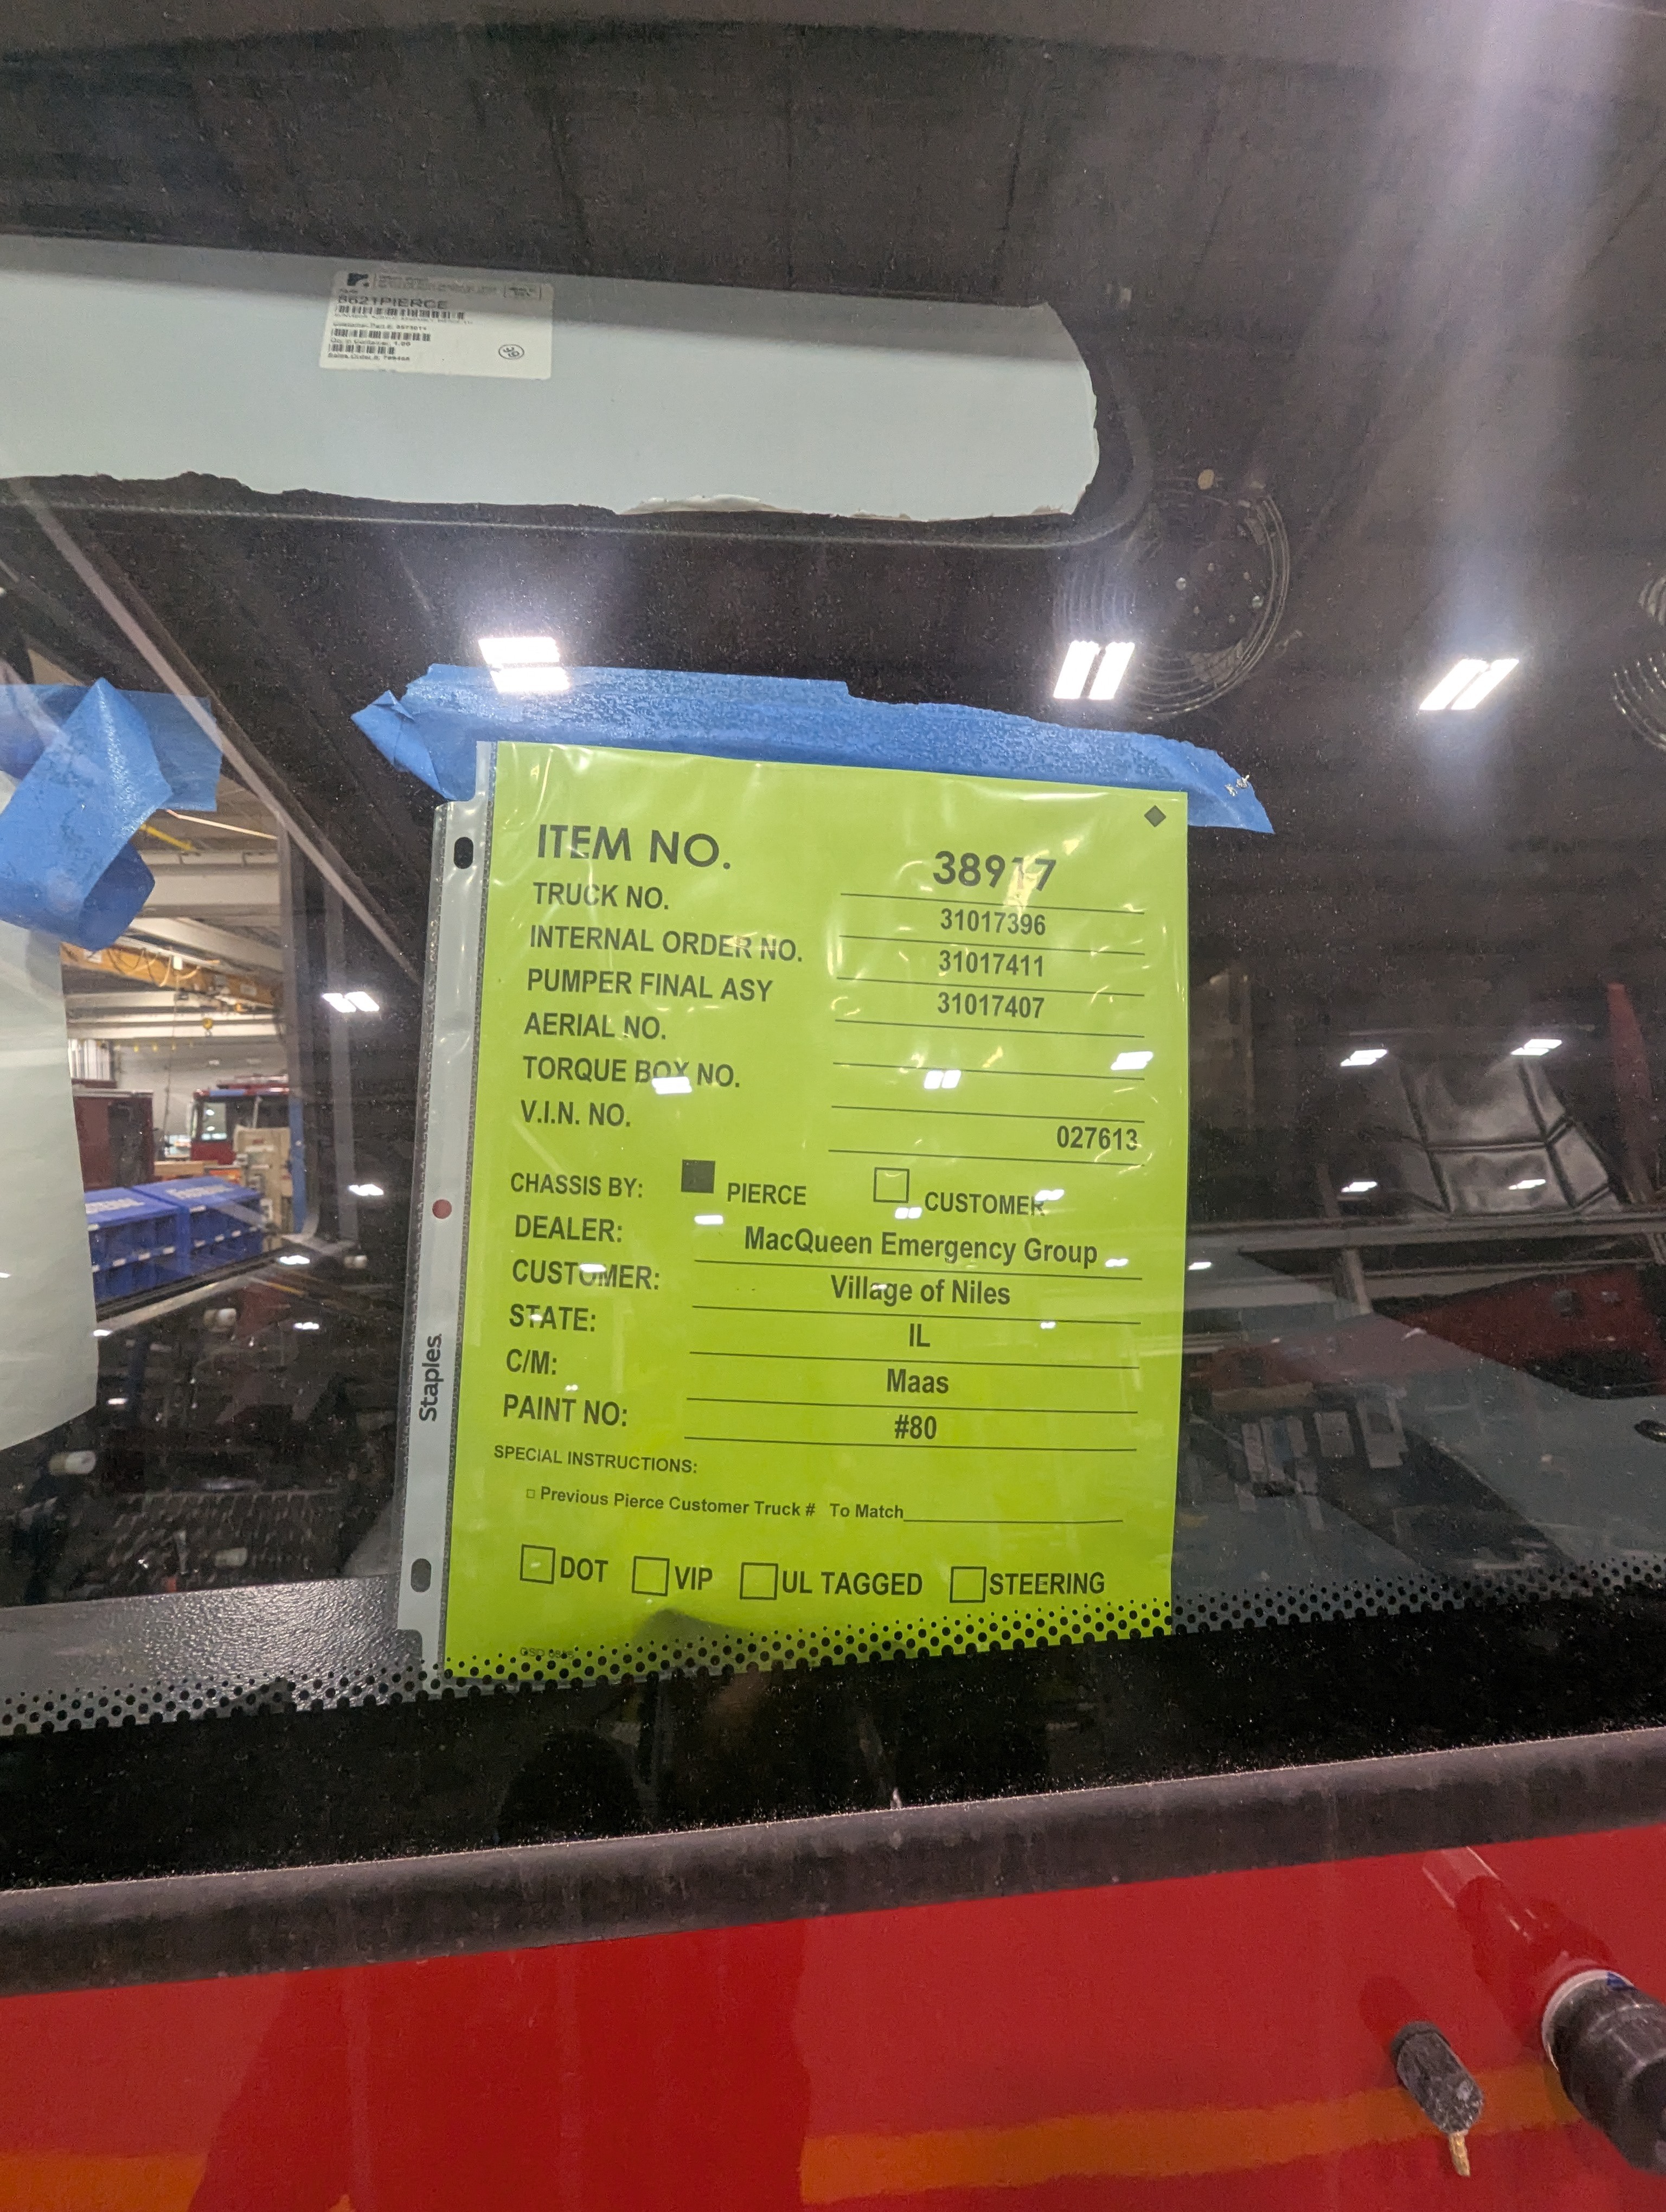 8621PIERCE
ITEM NO. 38917
TRUCK NO. 31017396
INTERNAL ORDER NO. 31017411
PUMPER FINAL ASY 31017407
AERIAL NO.
TORQUE BOX NO.
V.I.N. NO. 027613
CHASSIS BY: PIERCE CUSTOMER
DEALER: MacQueen Emergency Group
CUSTOMER: Village of Niles
STATE: IL
C/M: Maas
PAINT NO: #80
SPECIAL INSTRUCTIONS:
Previous Pierce Customer Truck # To Match
DOT VIP UL TAGGED STEERING
Staples